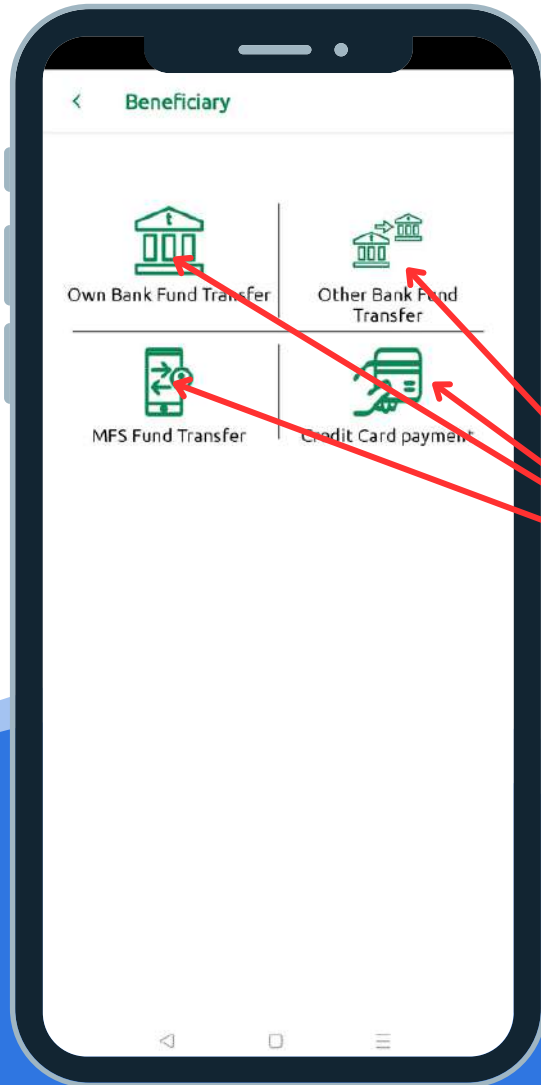 Beneficiary
Own Bank Fund Transfer
Other Bank Fund
Transfer
MFS Fund Transfer
Credit Card payment